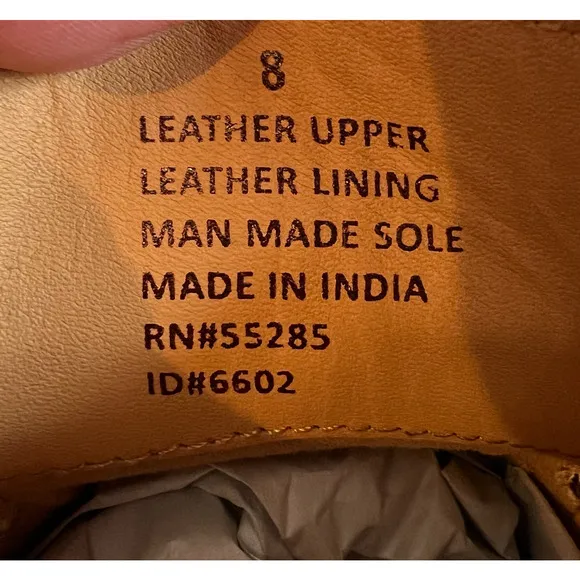 8
LEATHER UPPER
LEATHER LINING
MAN MADE SOLE
MADE IN INDIA
RN#55285
ID#6602